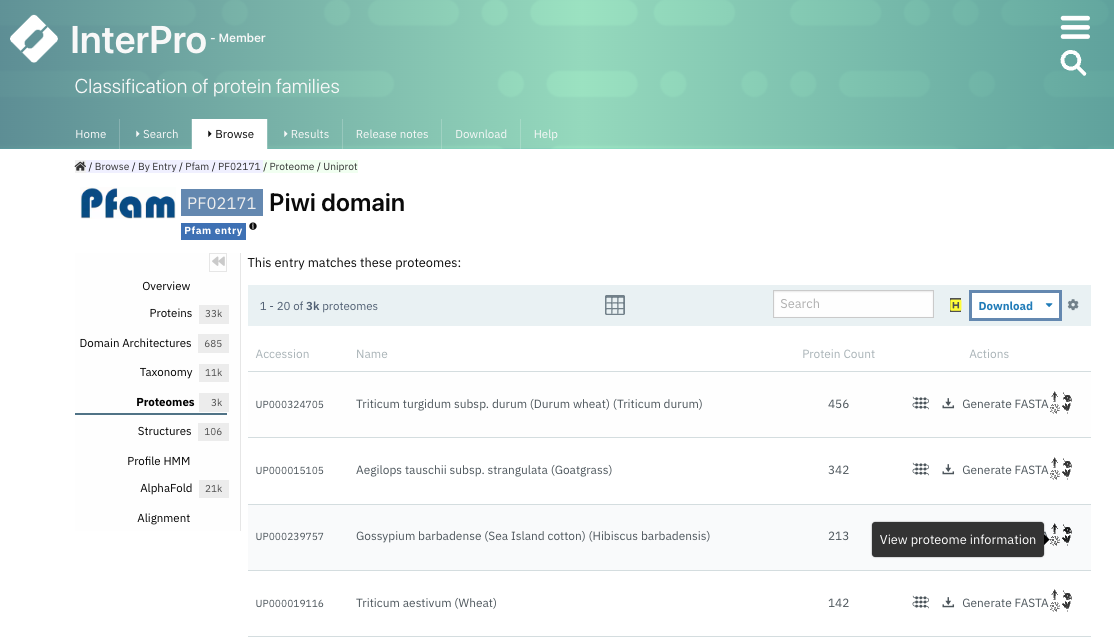 InterPro - Member
Classification of protein families
Home Search Browse Results Release notes Download Help
/ Browse / By Entry / Pfam / PF02171 / Proteome / Uniprot
Pfam PF02171 Piwi domain
Pfam entry
This entry matches these proteomes:
Overview
Proteins 33k
Domain Architectures 685
Taxonomy 11k
Proteomes 3k
Structures 106
Profile HMM
AlphaFold 21k
Alignment
1 - 20 of 3k proteomes Search H Download
Accession Name Protein Count Actions
UP000324705 Triticum turgidum subsp. durum (Durum wheat) (Triticum durum) 456 Generate FASTA
UP000015105 Aegilops tauschii subsp. strangulata (Goatgrass) 342 Generate FASTA
UP000239757 Gossypium barbadense (Sea Island cotton) (Hibiscus barbadensis) 213 View proteome information
UP000019116 Triticum aestivum (Wheat) 142 Generate FASTA